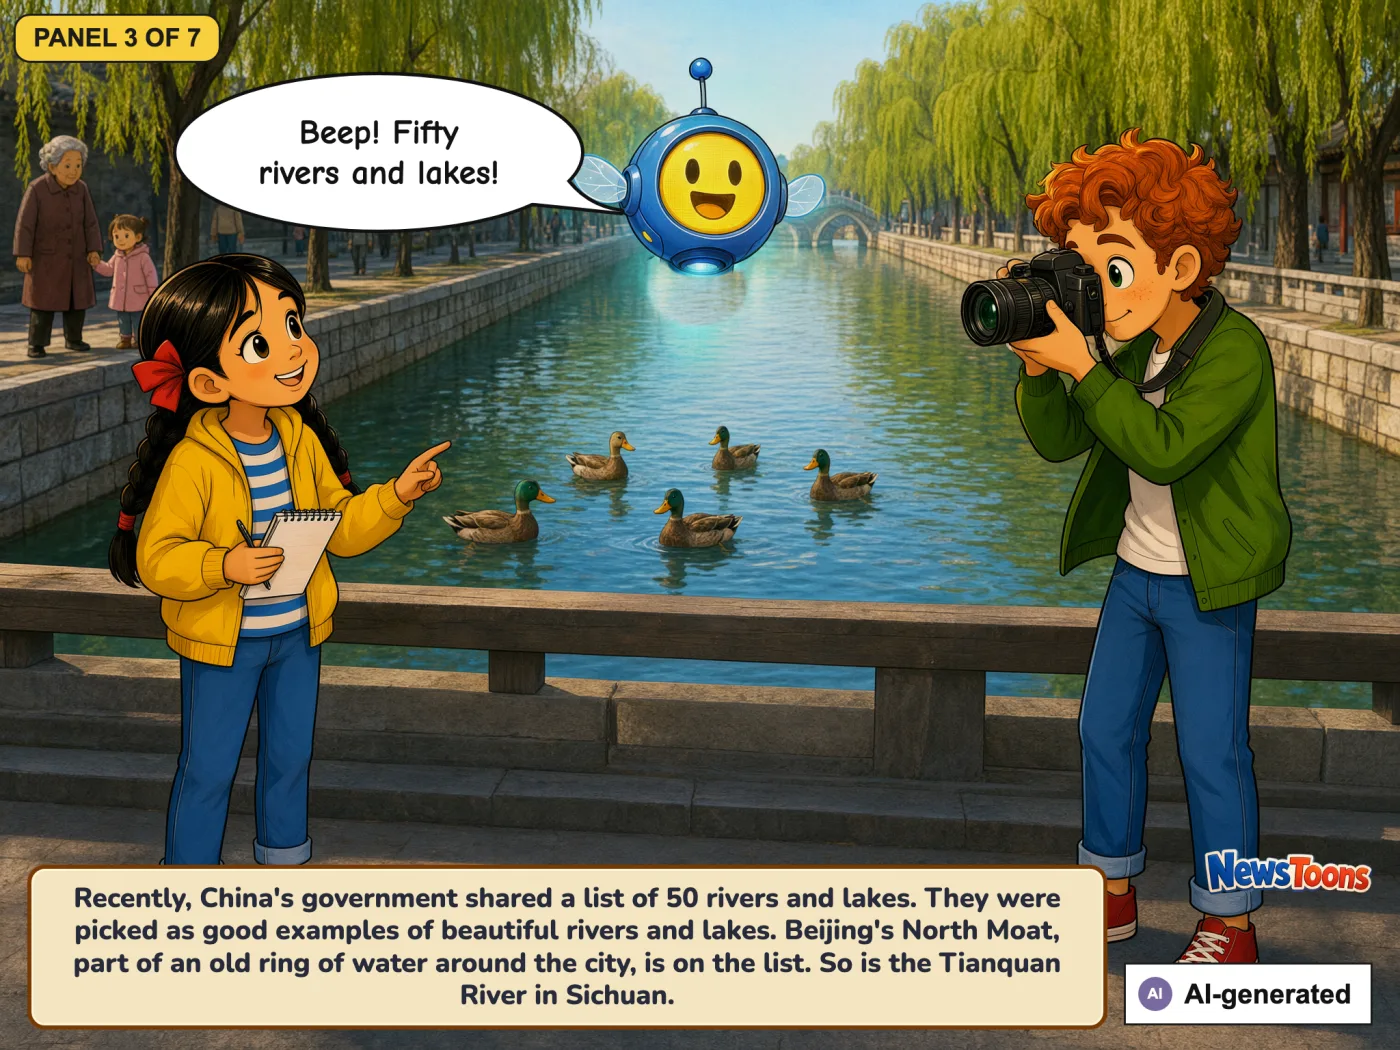 PANEL 3 OF 7
Beep! Fifty
rivers and lakes!
Recently, China's government shared a list of 50 rivers and lakes. They were
picked as good examples of beautiful rivers and lakes. Beijing's North Moat,
part of an old ring of water around the city, is on the list. So is the Tianquan
River in Sichuan.
NewsToons
AI AI-generated